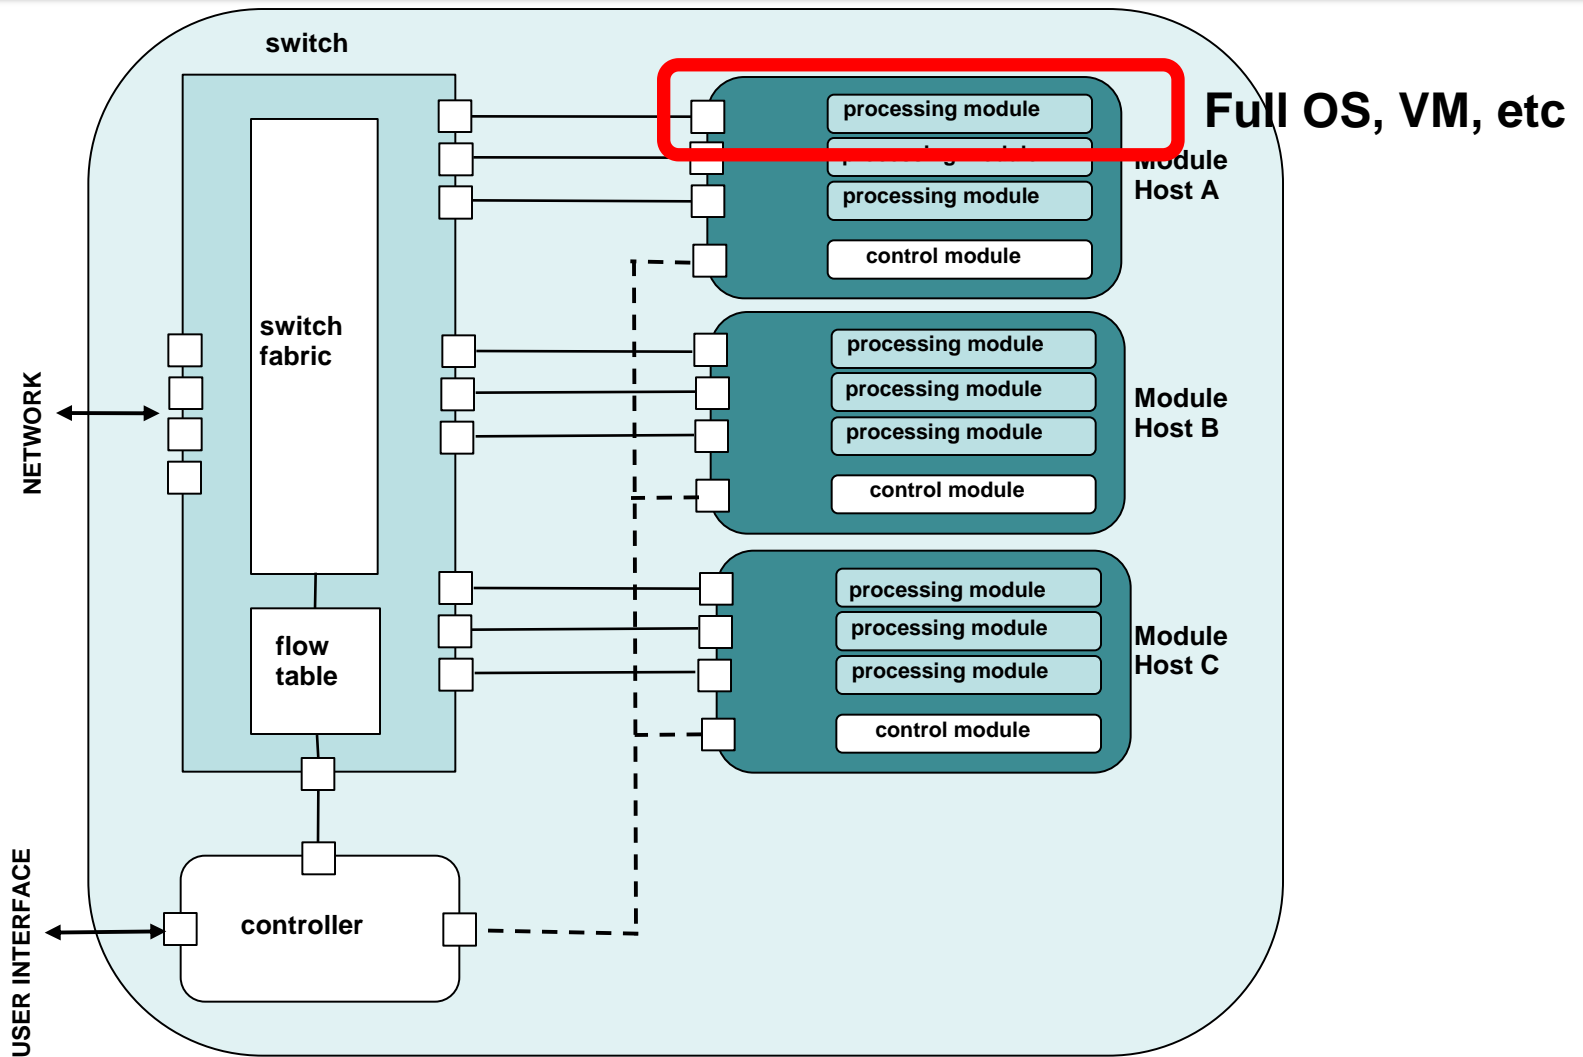 switch
processing module
Full OS, VM, etc
processing module
Module
Host A
processing module
control module
switch
fabric
processing module
processing module
Module
Host B
processing module
control module
NETWORK
processing module
processing module
Module
Host C
processing module
control module
flow
table
controller
USER INTERFACE